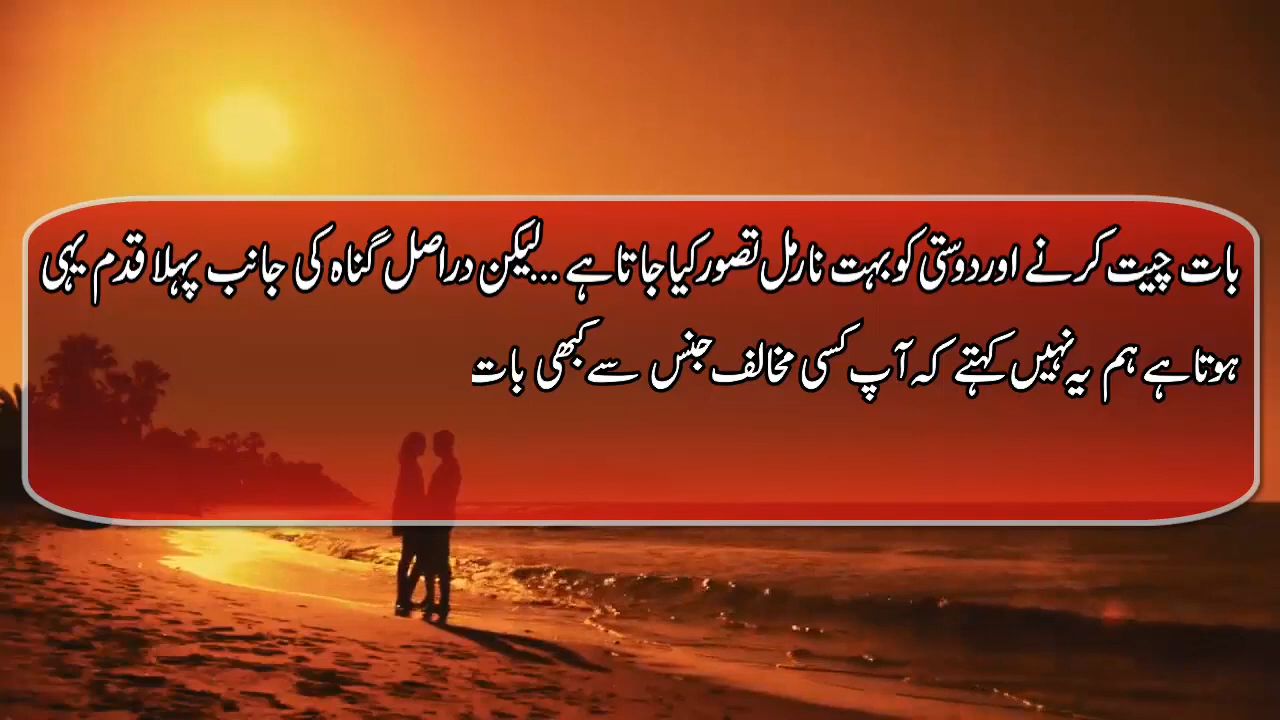 بات چیت کرنے اور دوستی کو بہت نارمل تصور کیا جاتا ہے ...لیکن دراصل گناہ کی جانب پہلا قدم یہی
ہوتا ہے ہم یہ نہیں کہتے کہ آپ کسی مخالف جنس سے کبھی بات